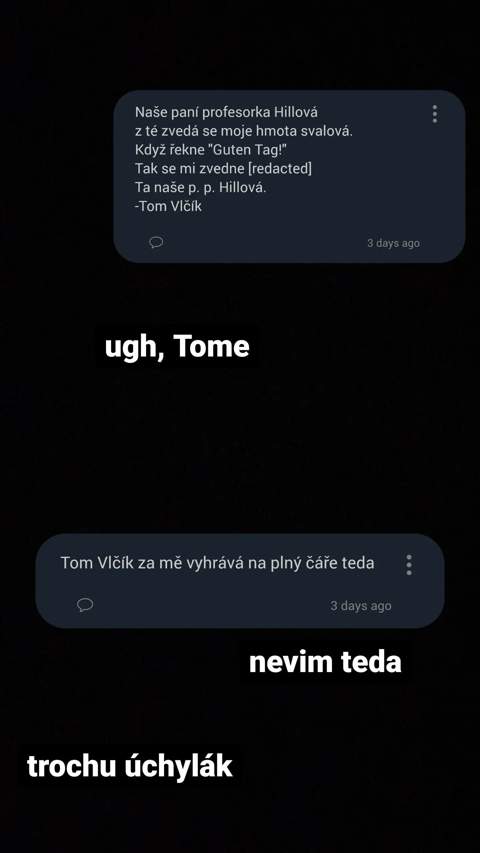 Naše paní profesorka Hillová
z té zvedá se moje hmota svalová.
Když řekne "Guten Tag!"
Tak se mi zvedne [redacted]
Ta naše p. p. Hillová.
-Tom Vlčík
3 days ago
ugh, Tome
Tom Vlčík za mě vyhrává na plný čáře teda
3 days ago
nevim teda
trochu úchylák